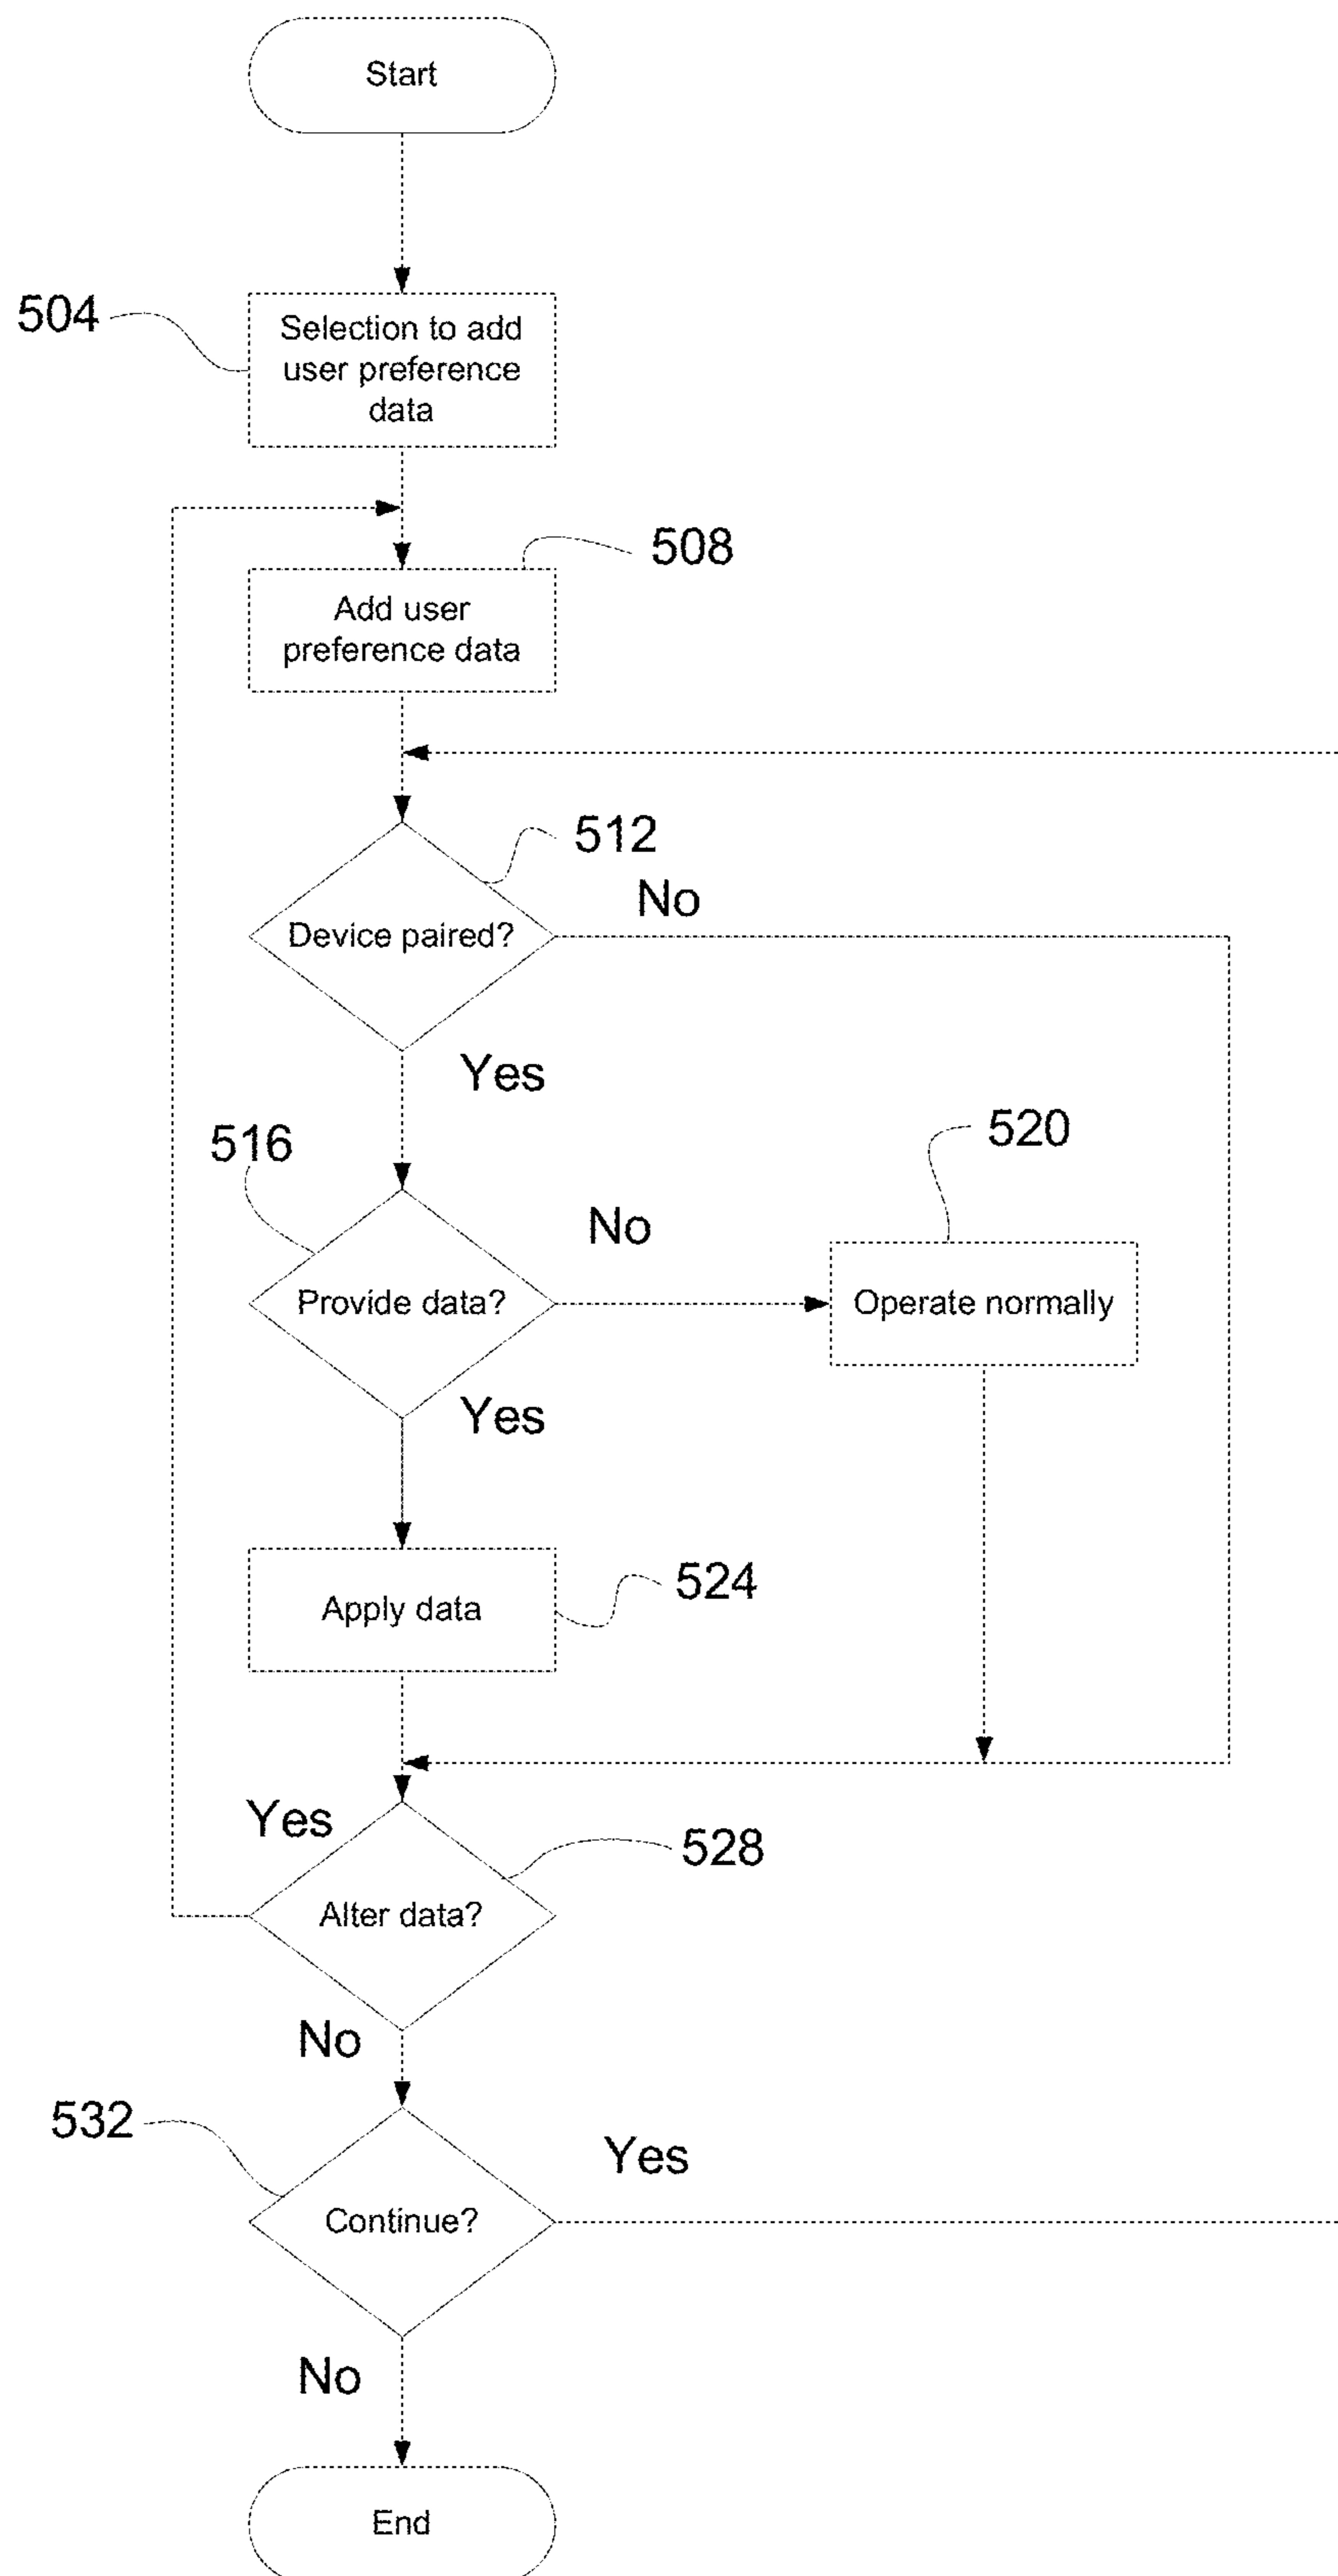 Start
504
Selection to add
user preference
data
508
Add user
preference data
512
No
Device paired?
Yes
516
520
No
Provide data?
Operate normally
Yes
524
Apply data
Yes
528
Alter data?
No
532
Yes
Continue?
No
End